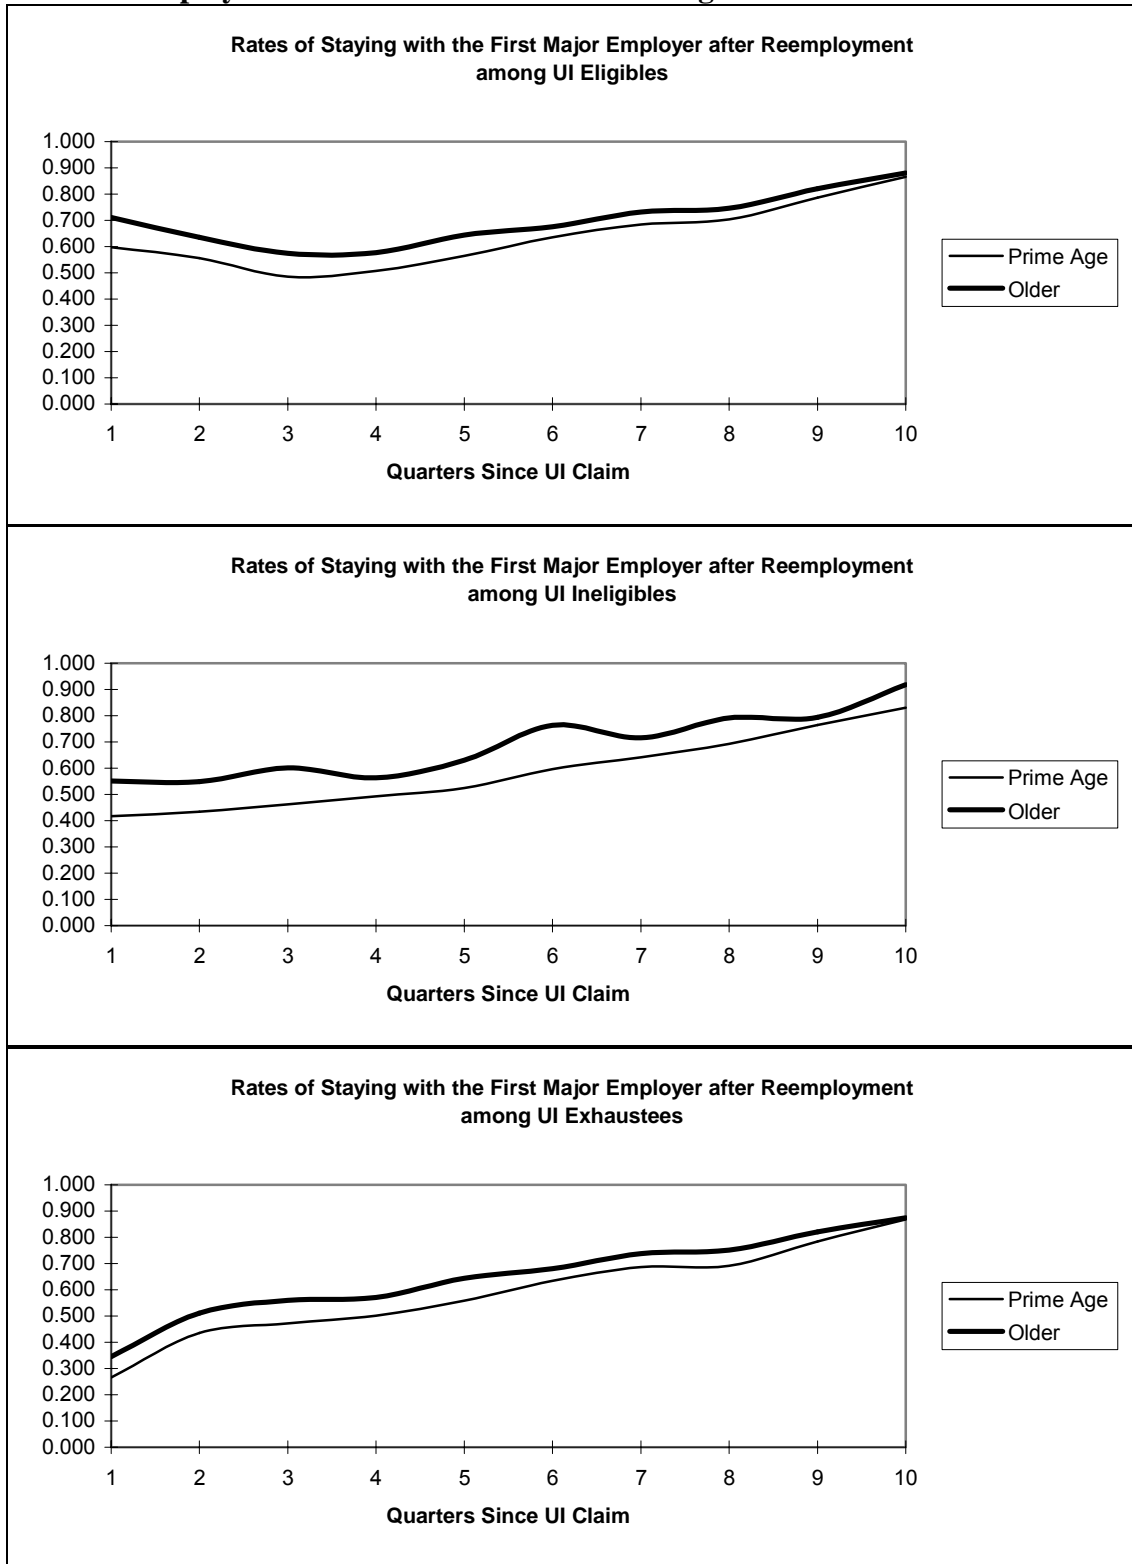 Rates of Staying with the First Major Employer after Reemployment
among UI Eligibles
1.000
0.900
0.800
0.700
0.600
0.500
0.400
0.300
0.200
0.100
0.000
1 2 3 4 5 6 7 8 9 10
Quarters Since UI Claim
Prime Age
Older
Rates of Staying with the First Major Employer after Reemployment
among UI Ineligibles
1.000
0.900
0.800
0.700
0.600
0.500
0.400
0.300
0.200
0.100
0.000
1 2 3 4 5 6 7 8 9 10
Quarters Since UI Claim
Prime Age
Older
Rates of Staying with the First Major Employer after Reemployment
among UI Exhaustees
1.000
0.900
0.800
0.700
0.600
0.500
0.400
0.300
0.200
0.100
0.000
1 2 3 4 5 6 7 8 9 10
Quarters Since UI Claim
Prime Age
Older